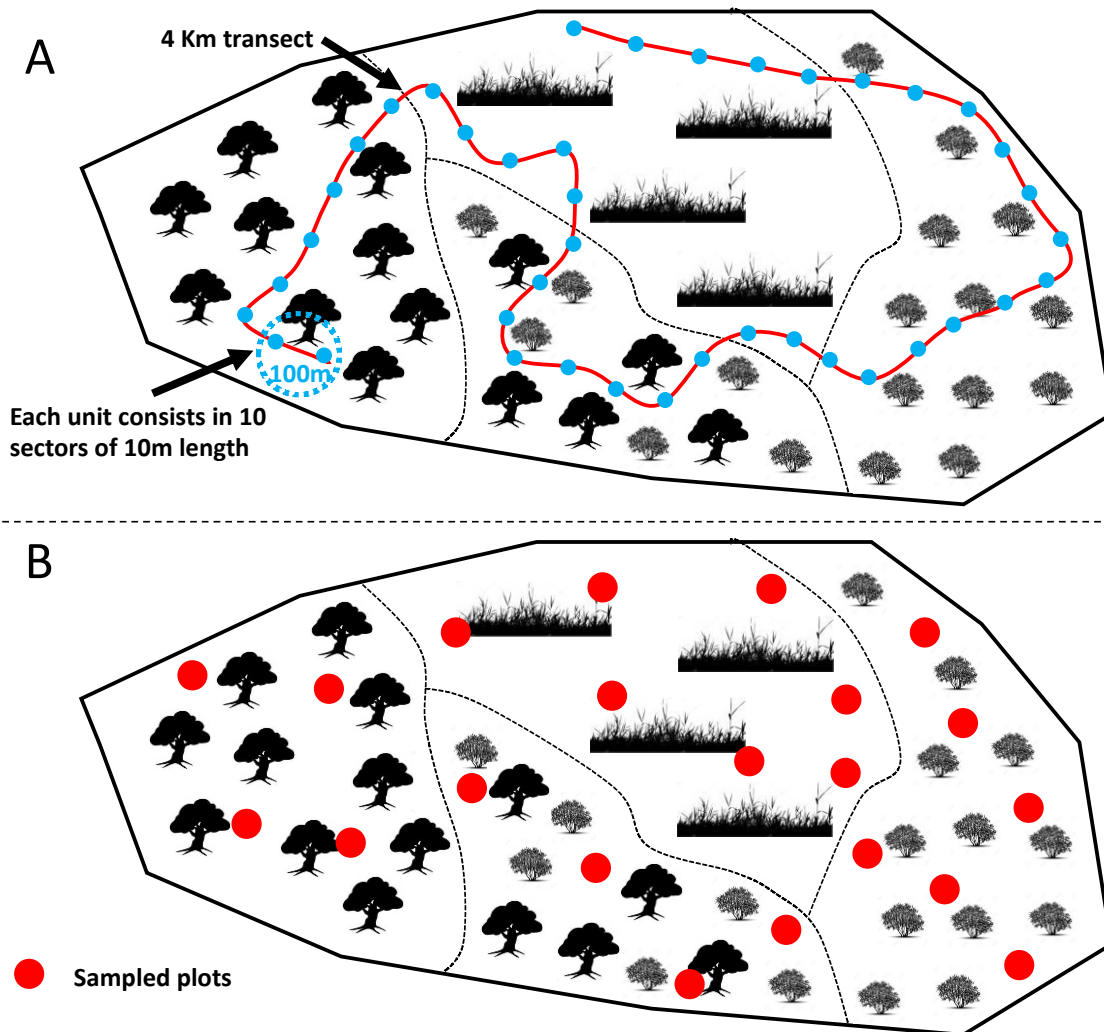 A
4 Km transect
100m
Each unit consists in 10
sectors of 10m length
B
Sampled plots